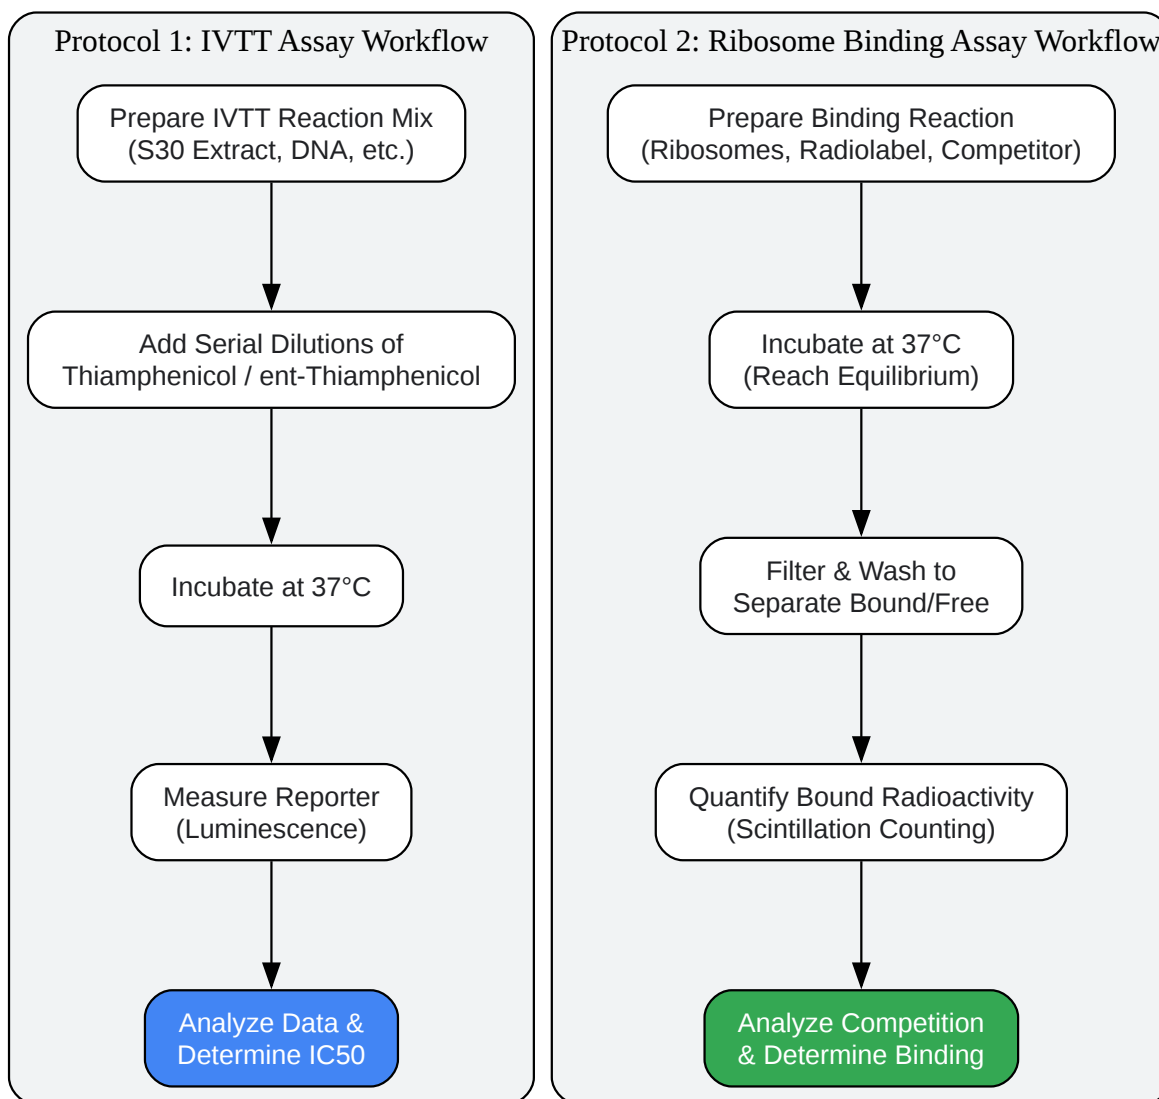 Protocol 1: IVTT Assay Workflow
Prepare IVTT Reaction Mix
(S30 Extract, DNA, etc.)
Add Serial Dilutions of
Thiamphenicol / ent-Thiamphenicol
Incubate at 37°C
Measure Reporter
(Luminescence)
Analyze Data &
Determine IC50
Protocol 2: Ribosome Binding Assay Workflow
Prepare Binding Reaction
(Ribosomes, Radiolabel, Competitor)
Incubate at 37°C
(Reach Equilibrium)
Filter & Wash to
Separate Bound/Free
Quantify Bound Radioactivity
(Scintillation Counting)
Analyze Competition
& Determine Binding